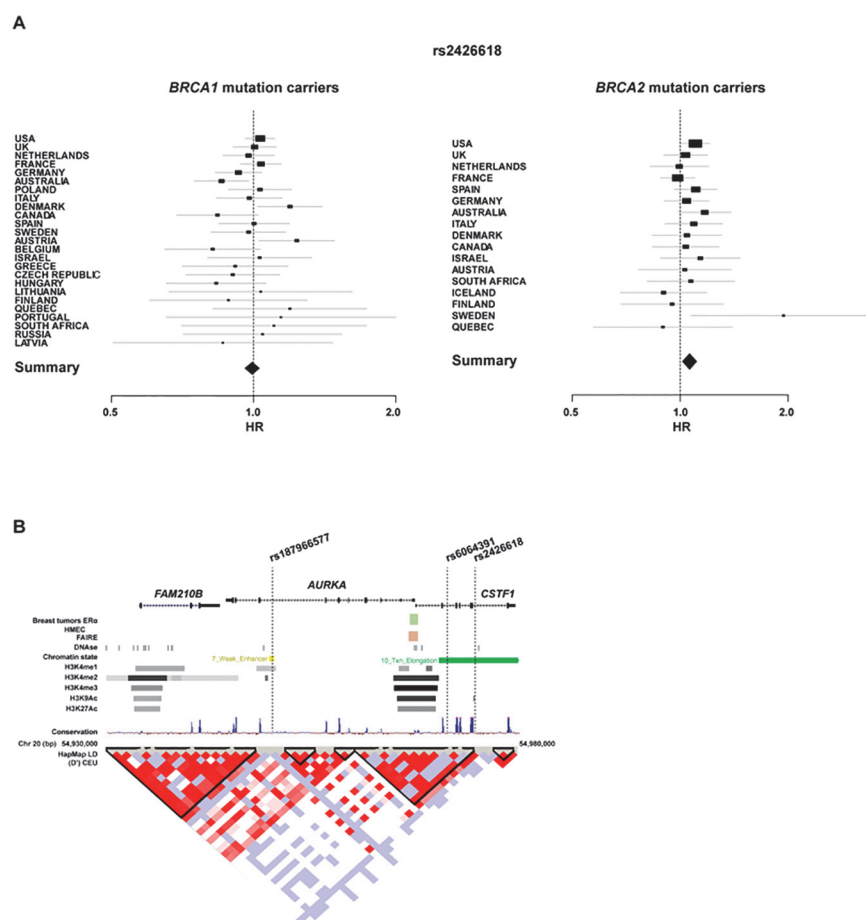 A
rs2426618
BRCA1 mutation carriers
USA
UK
NETHERLANDS
FRANCE
GERMANY
AUSTRALIA
POLAND
ITALY
DENMARK
CANADA
SPAIN
SWEDEN
AUSTRIA
BELGIUM
ISRAEL
GREECE
CZECH REPUBLIC
HUNGARY
LITHUANIA
FINLAND
QUEBEC
PORTUGAL
SOUTH AFRICA
RUSSIA
LATVIA
Summary
0.5 1.0 2.0
HR
BRCA2 mutation carriers
USA
UK
NETHERLANDS
FRANCE
SPAIN
GERMANY
AUSTRALIA
ITALY
DENMARK
CANADA
ISRAEL
AUSTRIA
SOUTH AFRICA
ICELAND
FINLAND
SWEDEN
QUEBEC
Summary
0.5 1.0 2.0
HR
B
rs187966577
rs6064391
rs2426618
FAM210B AURKA CSTF1
Breast tumors ERα
HMEC
FAIRE
DNAse
Chromatin state 7_Weak_Enhancer 10_Txn_Elongation
H3K4me1
H3K4me2
H3K4me3
H3K9Ac
H3K27Ac
Conservation
Chr 20 (bp) 54,930,000 54,980,000
HapMap LD
(D') CEU